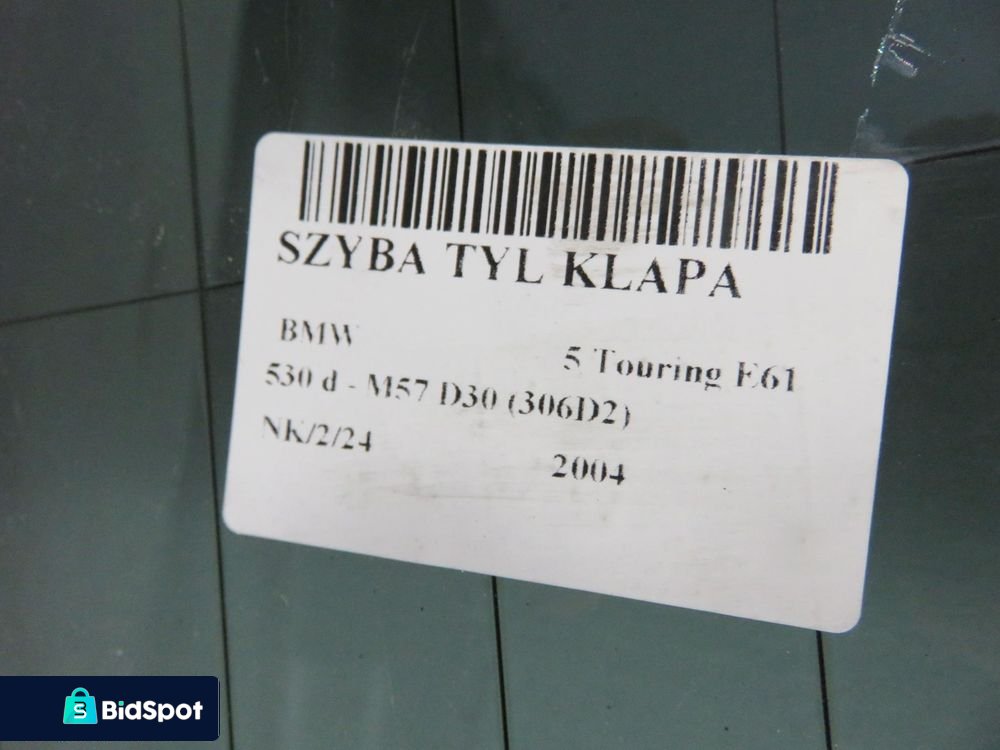 SZYBA TYL KLAPA
BMW
5 Touring E61
530 d - M57 D30 (306D2)
NK/2/24
2004
BidSpot